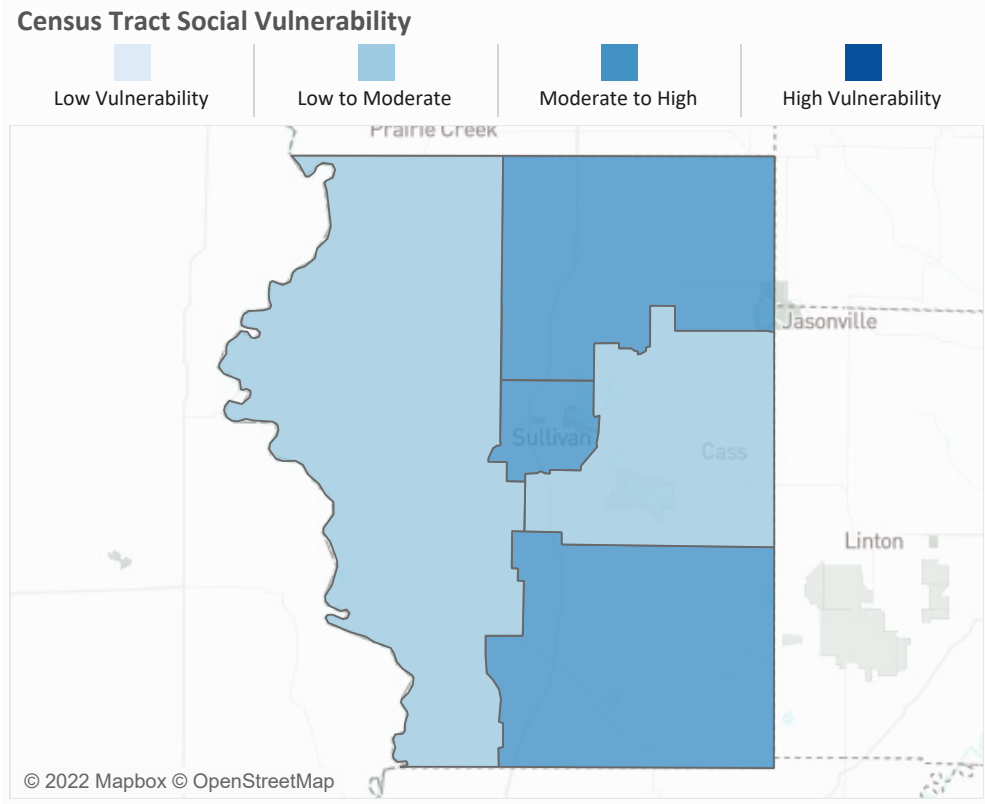 Census Tract Social Vulnerability
Low Vulnerability
Low to Moderate
Moderate to High
High Vulnerability
Prairie Creek
Jasonville
Sullivan
Cass
Linton
© 2022 Mapbox © OpenStreetMap